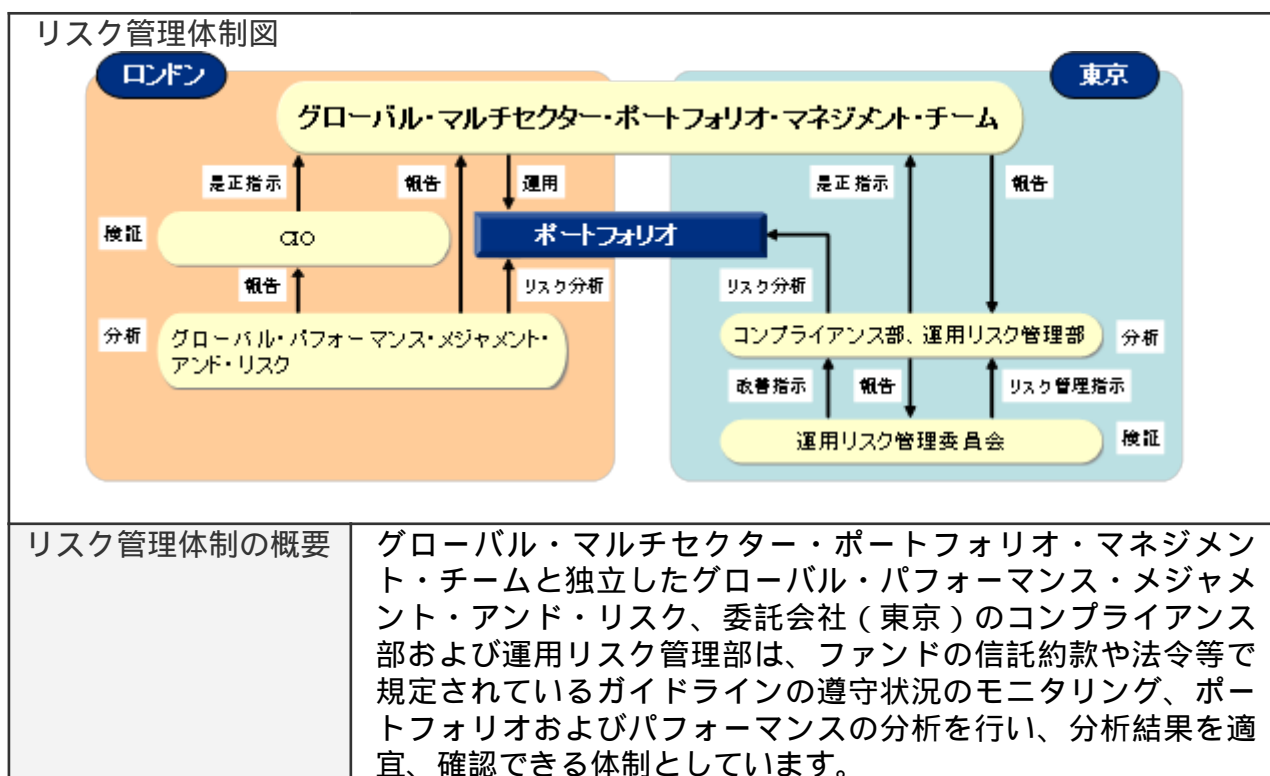 リスク管理体制図
ロンドン
東京
グローバル・マルチセクター・ポートフォリオ・マネジメント・チーム
是正指示
報告
運用
是正指示
報告
検証
CIO
ポートフォリオ
報告
リスク分析
リスク分析
分析
グローバル・パフォーマンス・メジャメント・
アンド・リスク
コンプライアンス部、運用リスク管理部
分析
改善指示
報告
リスク管理指示
運用リスク管理委員会
検証
リスク管理体制の概要
グローバル・マルチセクター・ポートフォリオ・マネジメン
ト・チームと独立したグローバル・パフォーマンス・メジャメ
ント・アンド・リスク、委託会社(東京)のコンプライアンス
部および運用リスク管理部は、ファンドの信託約款や法令等で
規定されているガイドラインの遵守状況のモニタリング、ポー
トフォリオおよびパフォーマンスの分析を行い、分析結果を適
宜、確認できる体制としています。